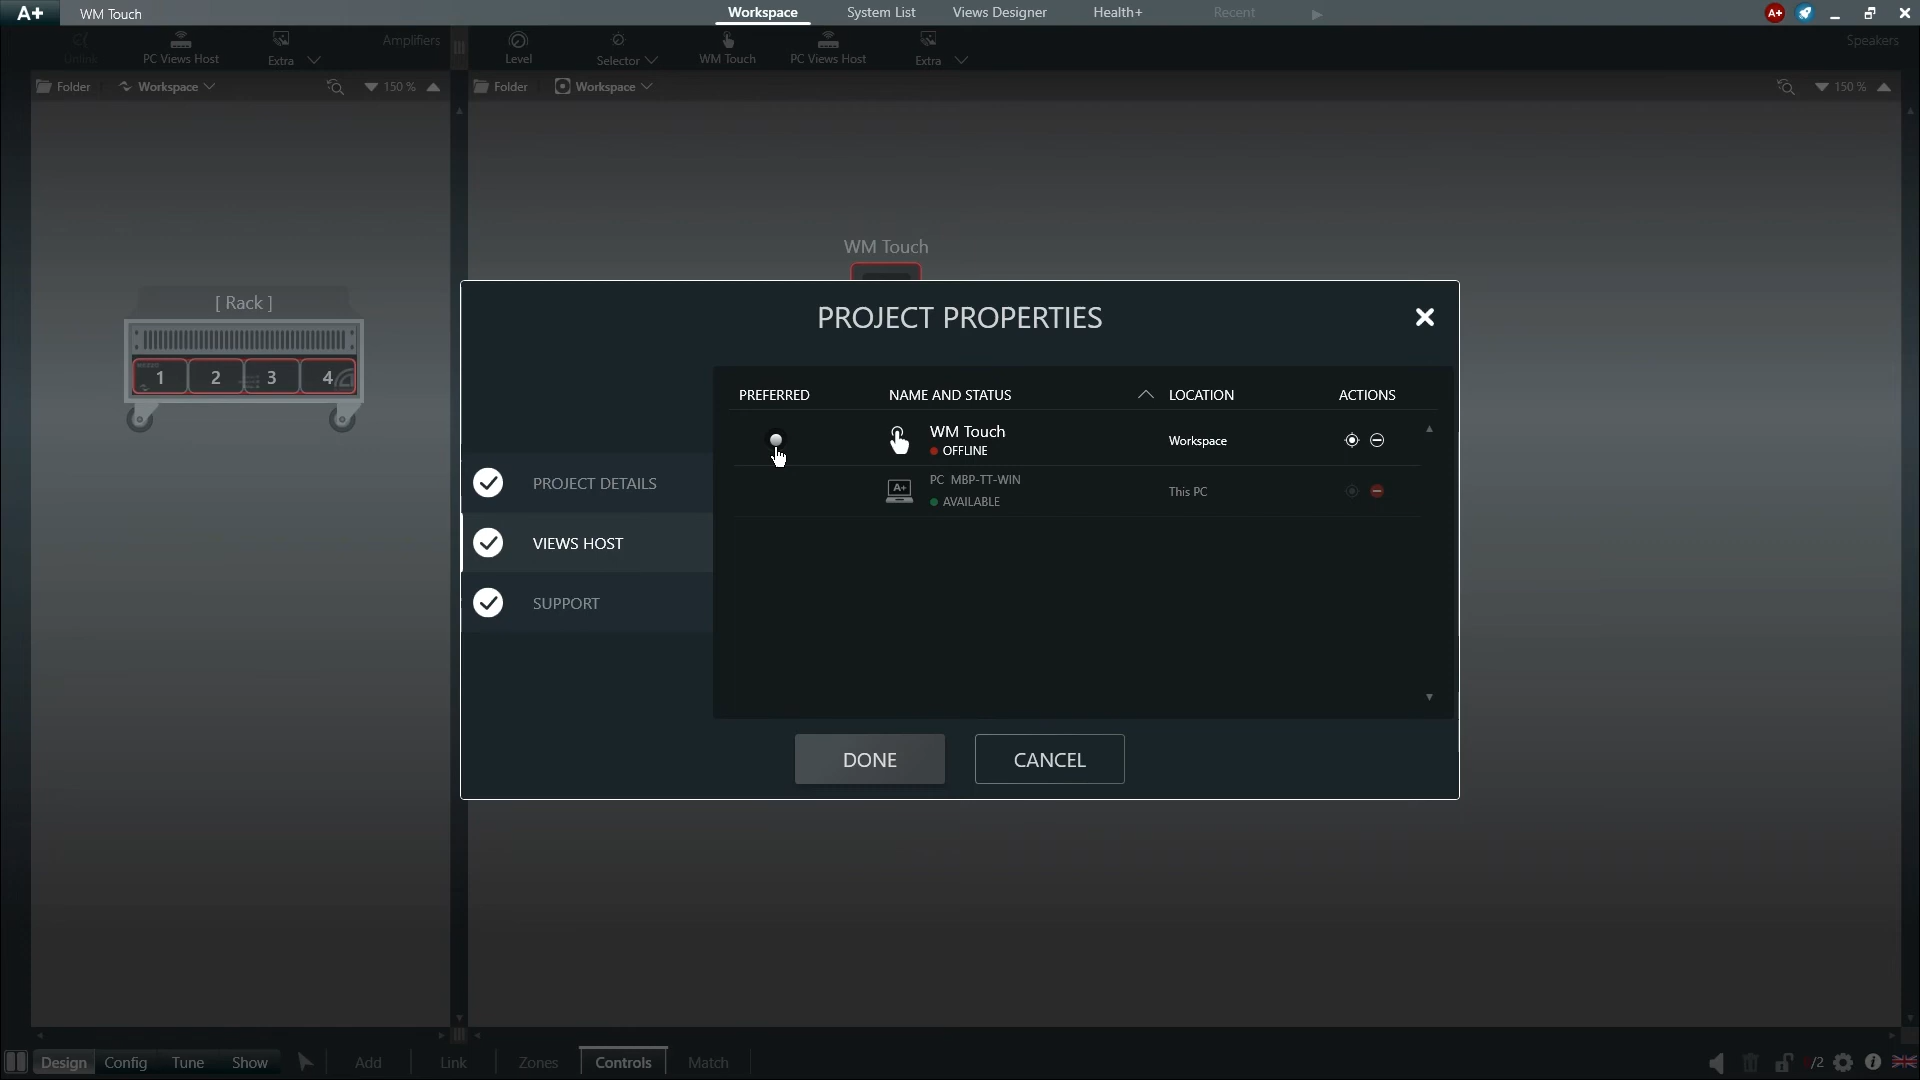 A+ WM Touch Workspace System List Views Designer Health+ Recent A+
Unlink PC Views Host Extra Amplifiers Level Selector WM Touch PC Views Host Extra Speakers
Folder Workspace 150 % Folder Workspace 150 %
WM Touch
[ Rack ]
1 2 3 4
PROJECT PROPERTIES
PREFERRED NAME AND STATUS LOCATION ACTIONS
WM Touch
OFFLINE
Workspace
A+ PC MBP-TT-WIN
AVAILABLE
This PC
PROJECT DETAILS
VIEWS HOST
SUPPORT
DONE CANCEL
Design Config Tune Show Add Link Zones Controls Match /2